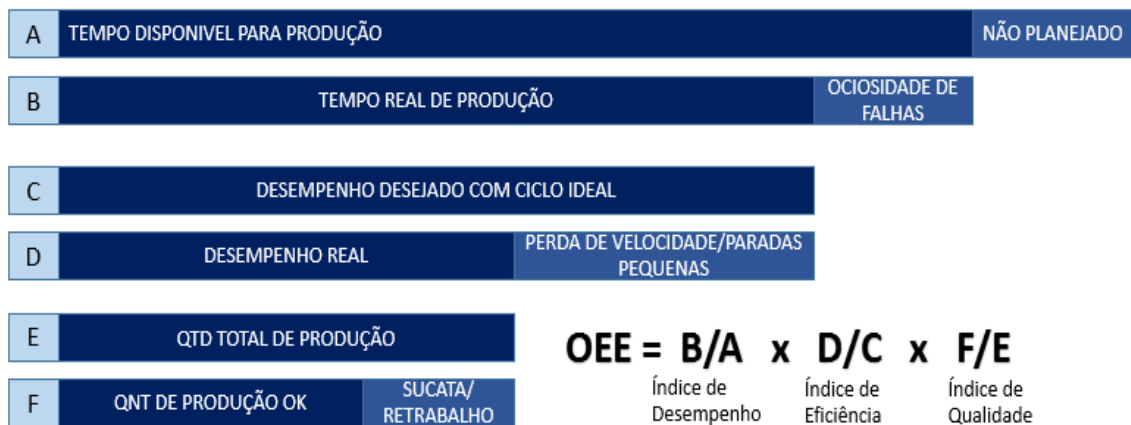 A TEMPO DISPONIVEL PARA PRODUÇÃO NÃO PLANEJADO
B TEMPO REAL DE PRODUÇÃO OCIOSIDADE DE
FALHAS
C DESEMPENHO DESEJADO COM CICLO IDEAL
D DESEMPENHO REAL PERDA DE VELOCIDADE/PARADAS
PEQUENAS
E QTD TOTAL DE PRODUÇÃO
F QNT DE PRODUÇÃO OK SUCATA/
RETRABALHO
OEE = B/A x D/C x F/E
Índice de Desempenho
Índice de Eficiência
Índice de Qualidade